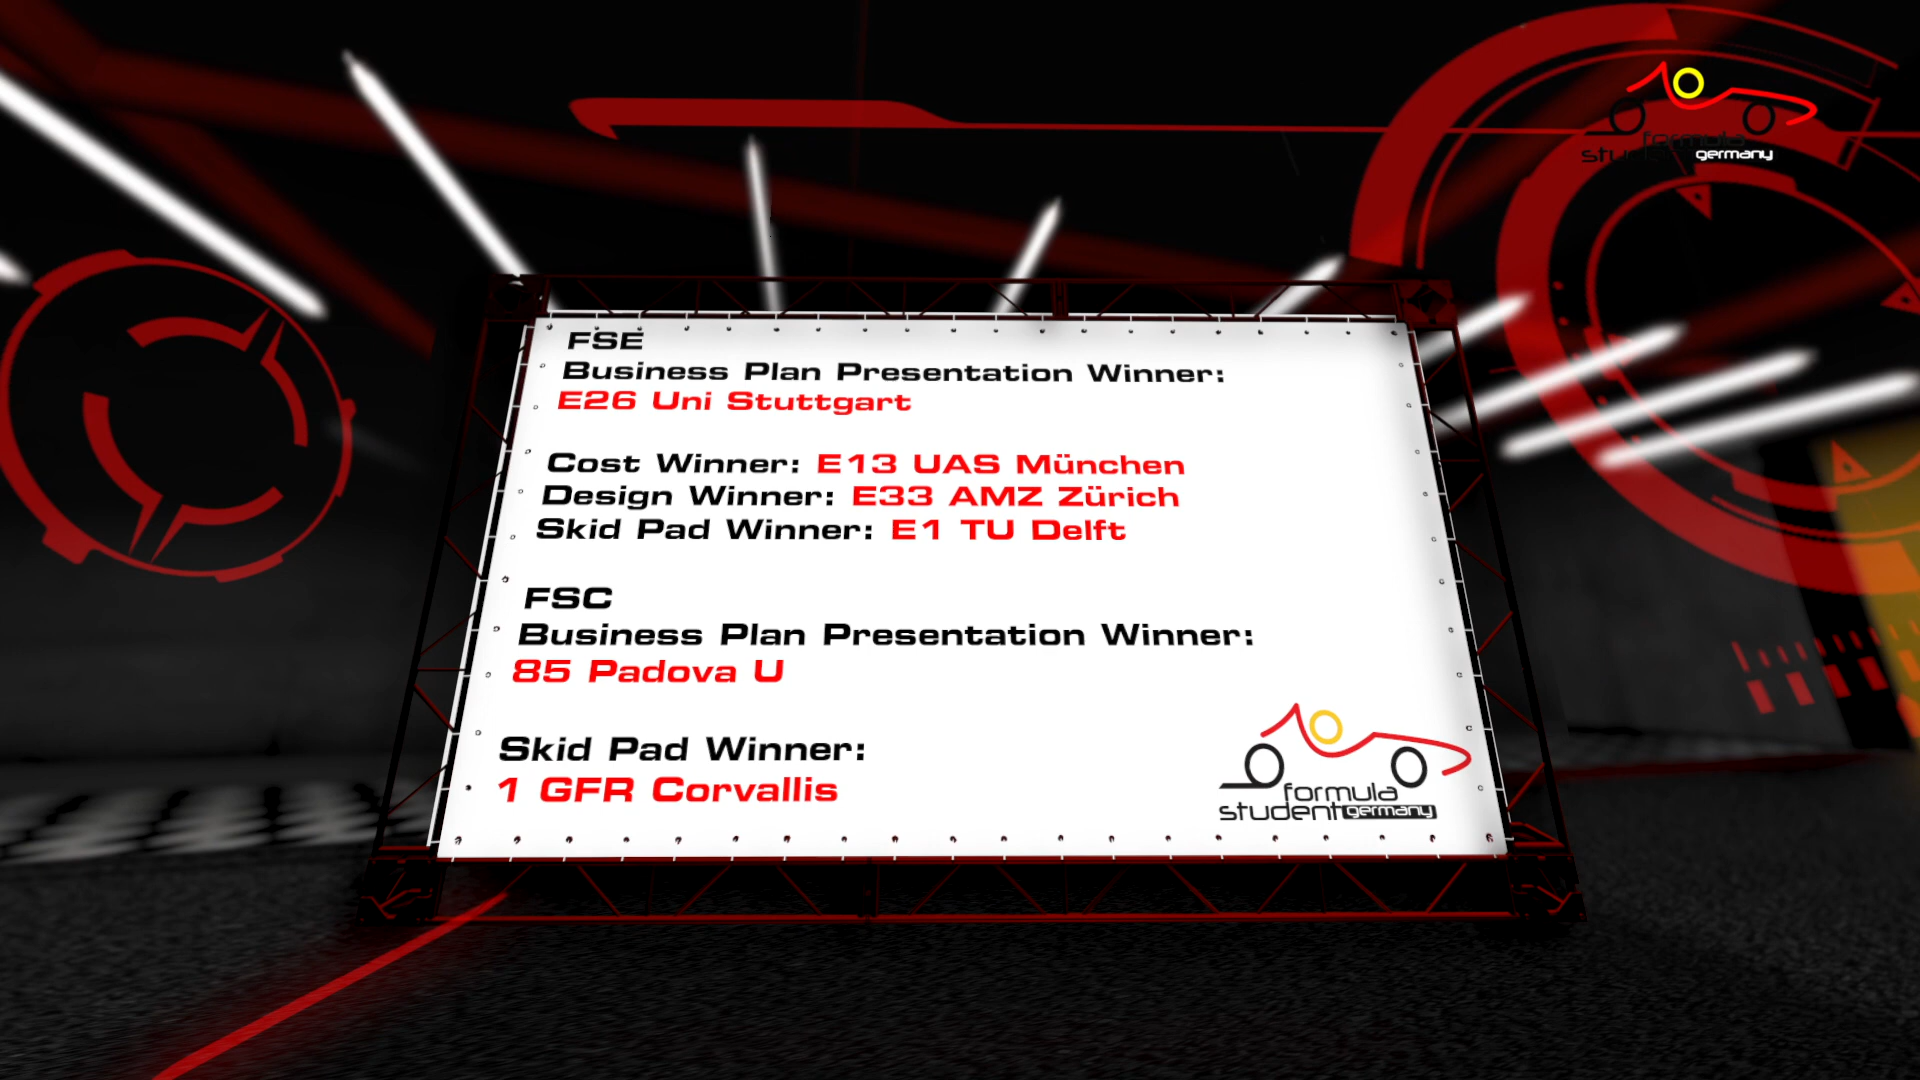 formula
student germany
FSE
Business Plan Presentation Winner:
E26 Uni Stuttgart
Cost Winner: E13 UAS München
Design Winner: E33 AMZ Zürich
Skid Pad Winner: E1 TU Delft
FSC
Business Plan Presentation Winner:
85 Padova U
Skid Pad Winner:
1 GFR Corvallis
formula
student germany